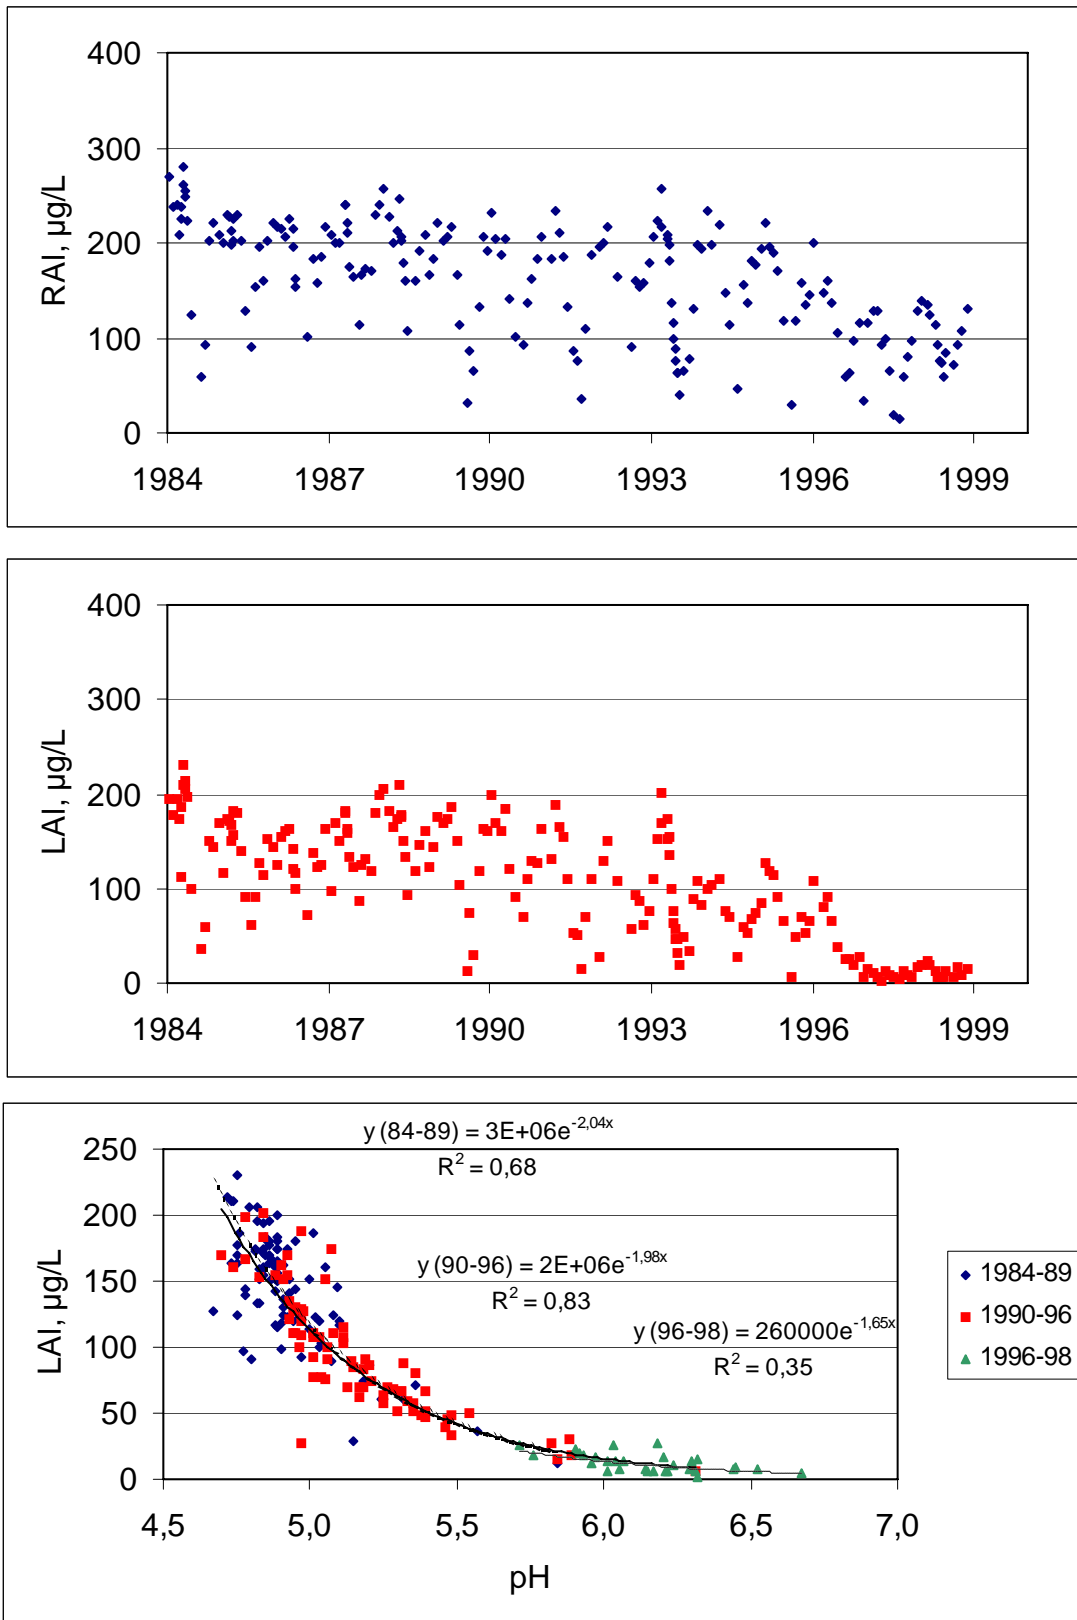 400
300
200
100
0
RAl, µg/L
1984 1987 1990 1993 1996 1999
400
300
200
100
0
LAl, µg/L
1984 1987 1990 1993 1996 1999
y (84-89) = 3E+06e^-2,04x
R² = 0,68
y (90-96) = 2E+06e^-1,98x
R² = 0,83
y (96-98) = 260000e^-1,65x
R² = 0,35
250
200
150
100
50
0
LAl, µg/L
4,5 5,0 5,5 6,0 6,5 7,0
pH
1984-89
1990-96
1996-98